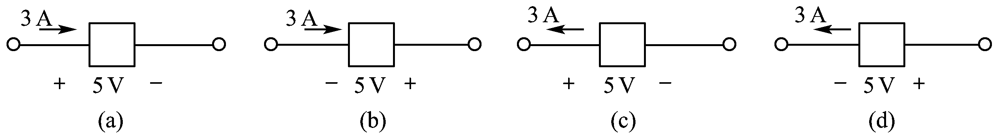 3 A 3 A 3 A 3 A
+ 5 V − − 5 V + + 5 V − − 5 V +
(a) (b) (c) (d)